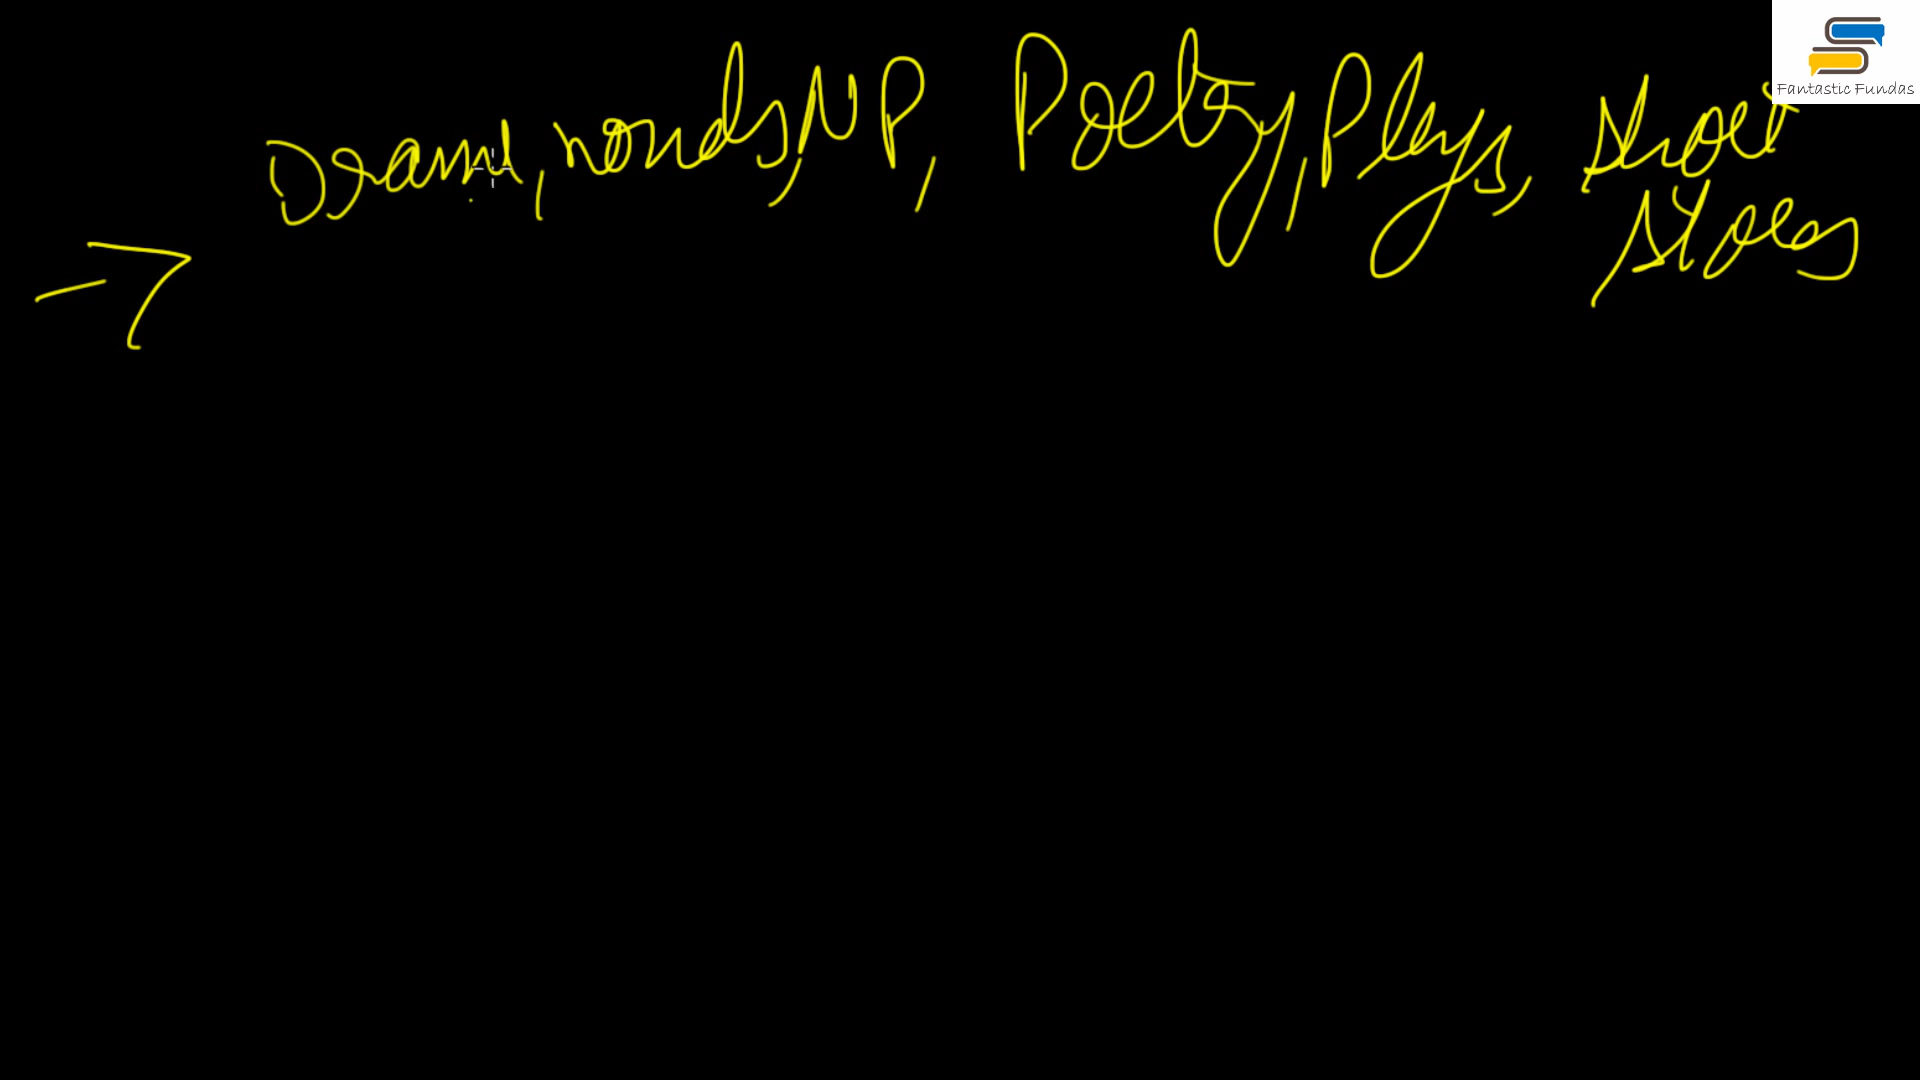 Drama, novels, NP, Poetry, Plays, Short
Stories
Fantastic Fundas